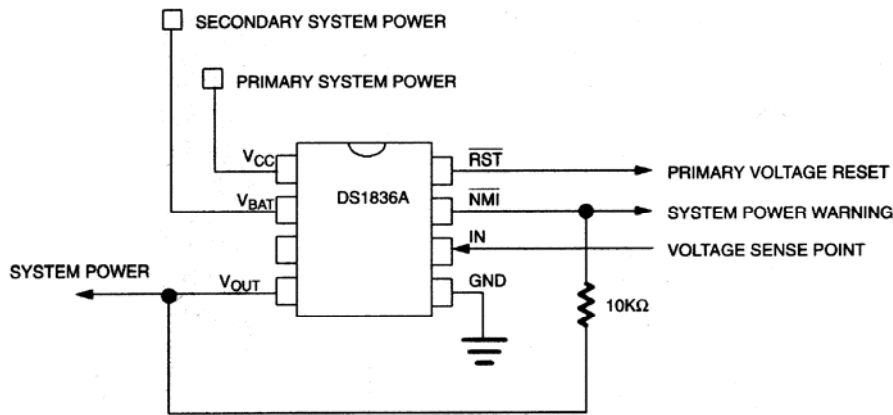 SECONDARY SYSTEM POWER
PRIMARY SYSTEM POWER
VCC
RST
PRIMARY VOLTAGE RESET
DS1836A
VBAT
NMI
SYSTEM POWER WARNING
IN
VOLTAGE SENSE POINT
SYSTEM POWER
VOUT
GND
10KΩ